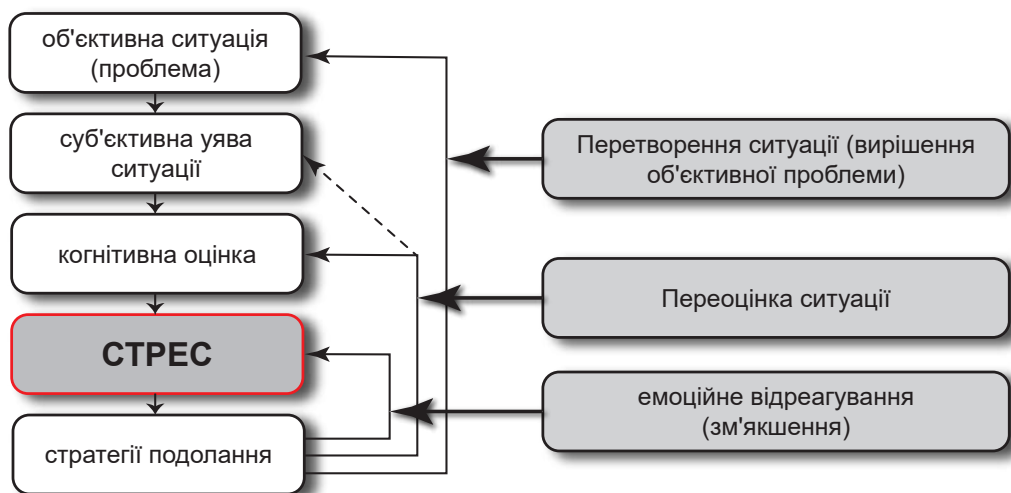 об'єктивна ситуація
(проблема)
суб'єктивна уява
ситуації
когнітивна оцінка
СТРЕС
стратегії подолання
Перетворення ситуації (вирішення
об'єктивної проблеми)
Переоцінка ситуації
емоційне відреагування
(зм'якшення)